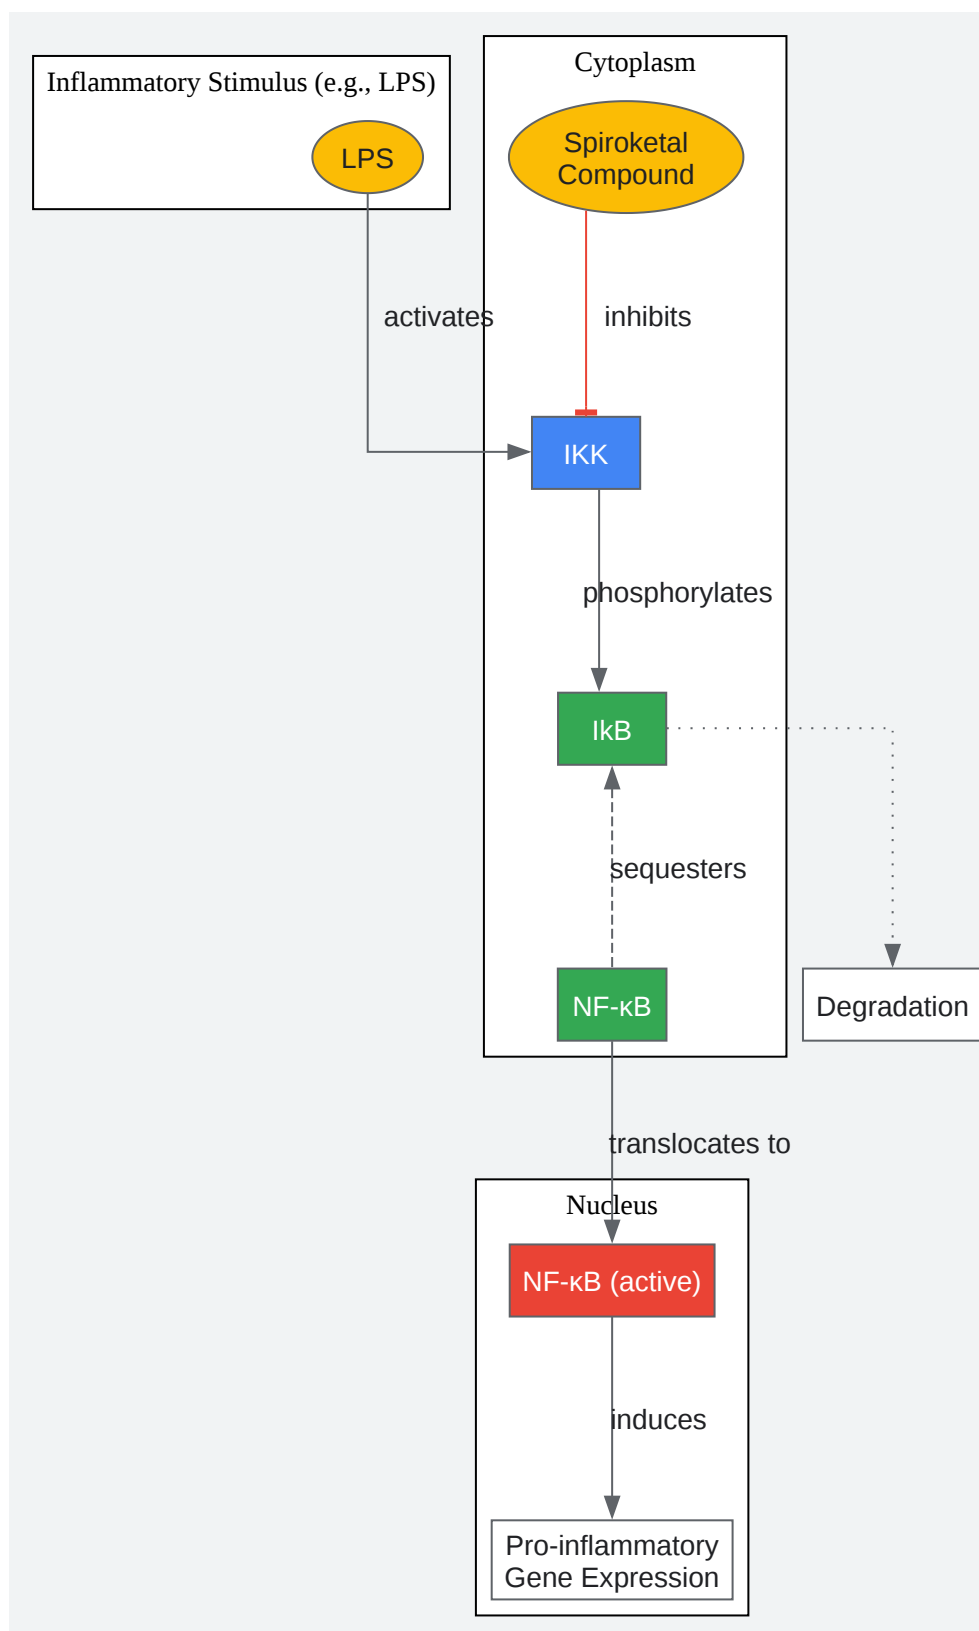 Inflammatory Stimulus (e.g., LPS)
LPS
Cytoplasm
Spiroketal
Compound
activates
inhibits
IKK
phosphorylates
IkB
sequesters
NF-κB
Degradation
translocates to
Nucleus
NF-κB (active)
induces
Pro-inflammatory
Gene Expression